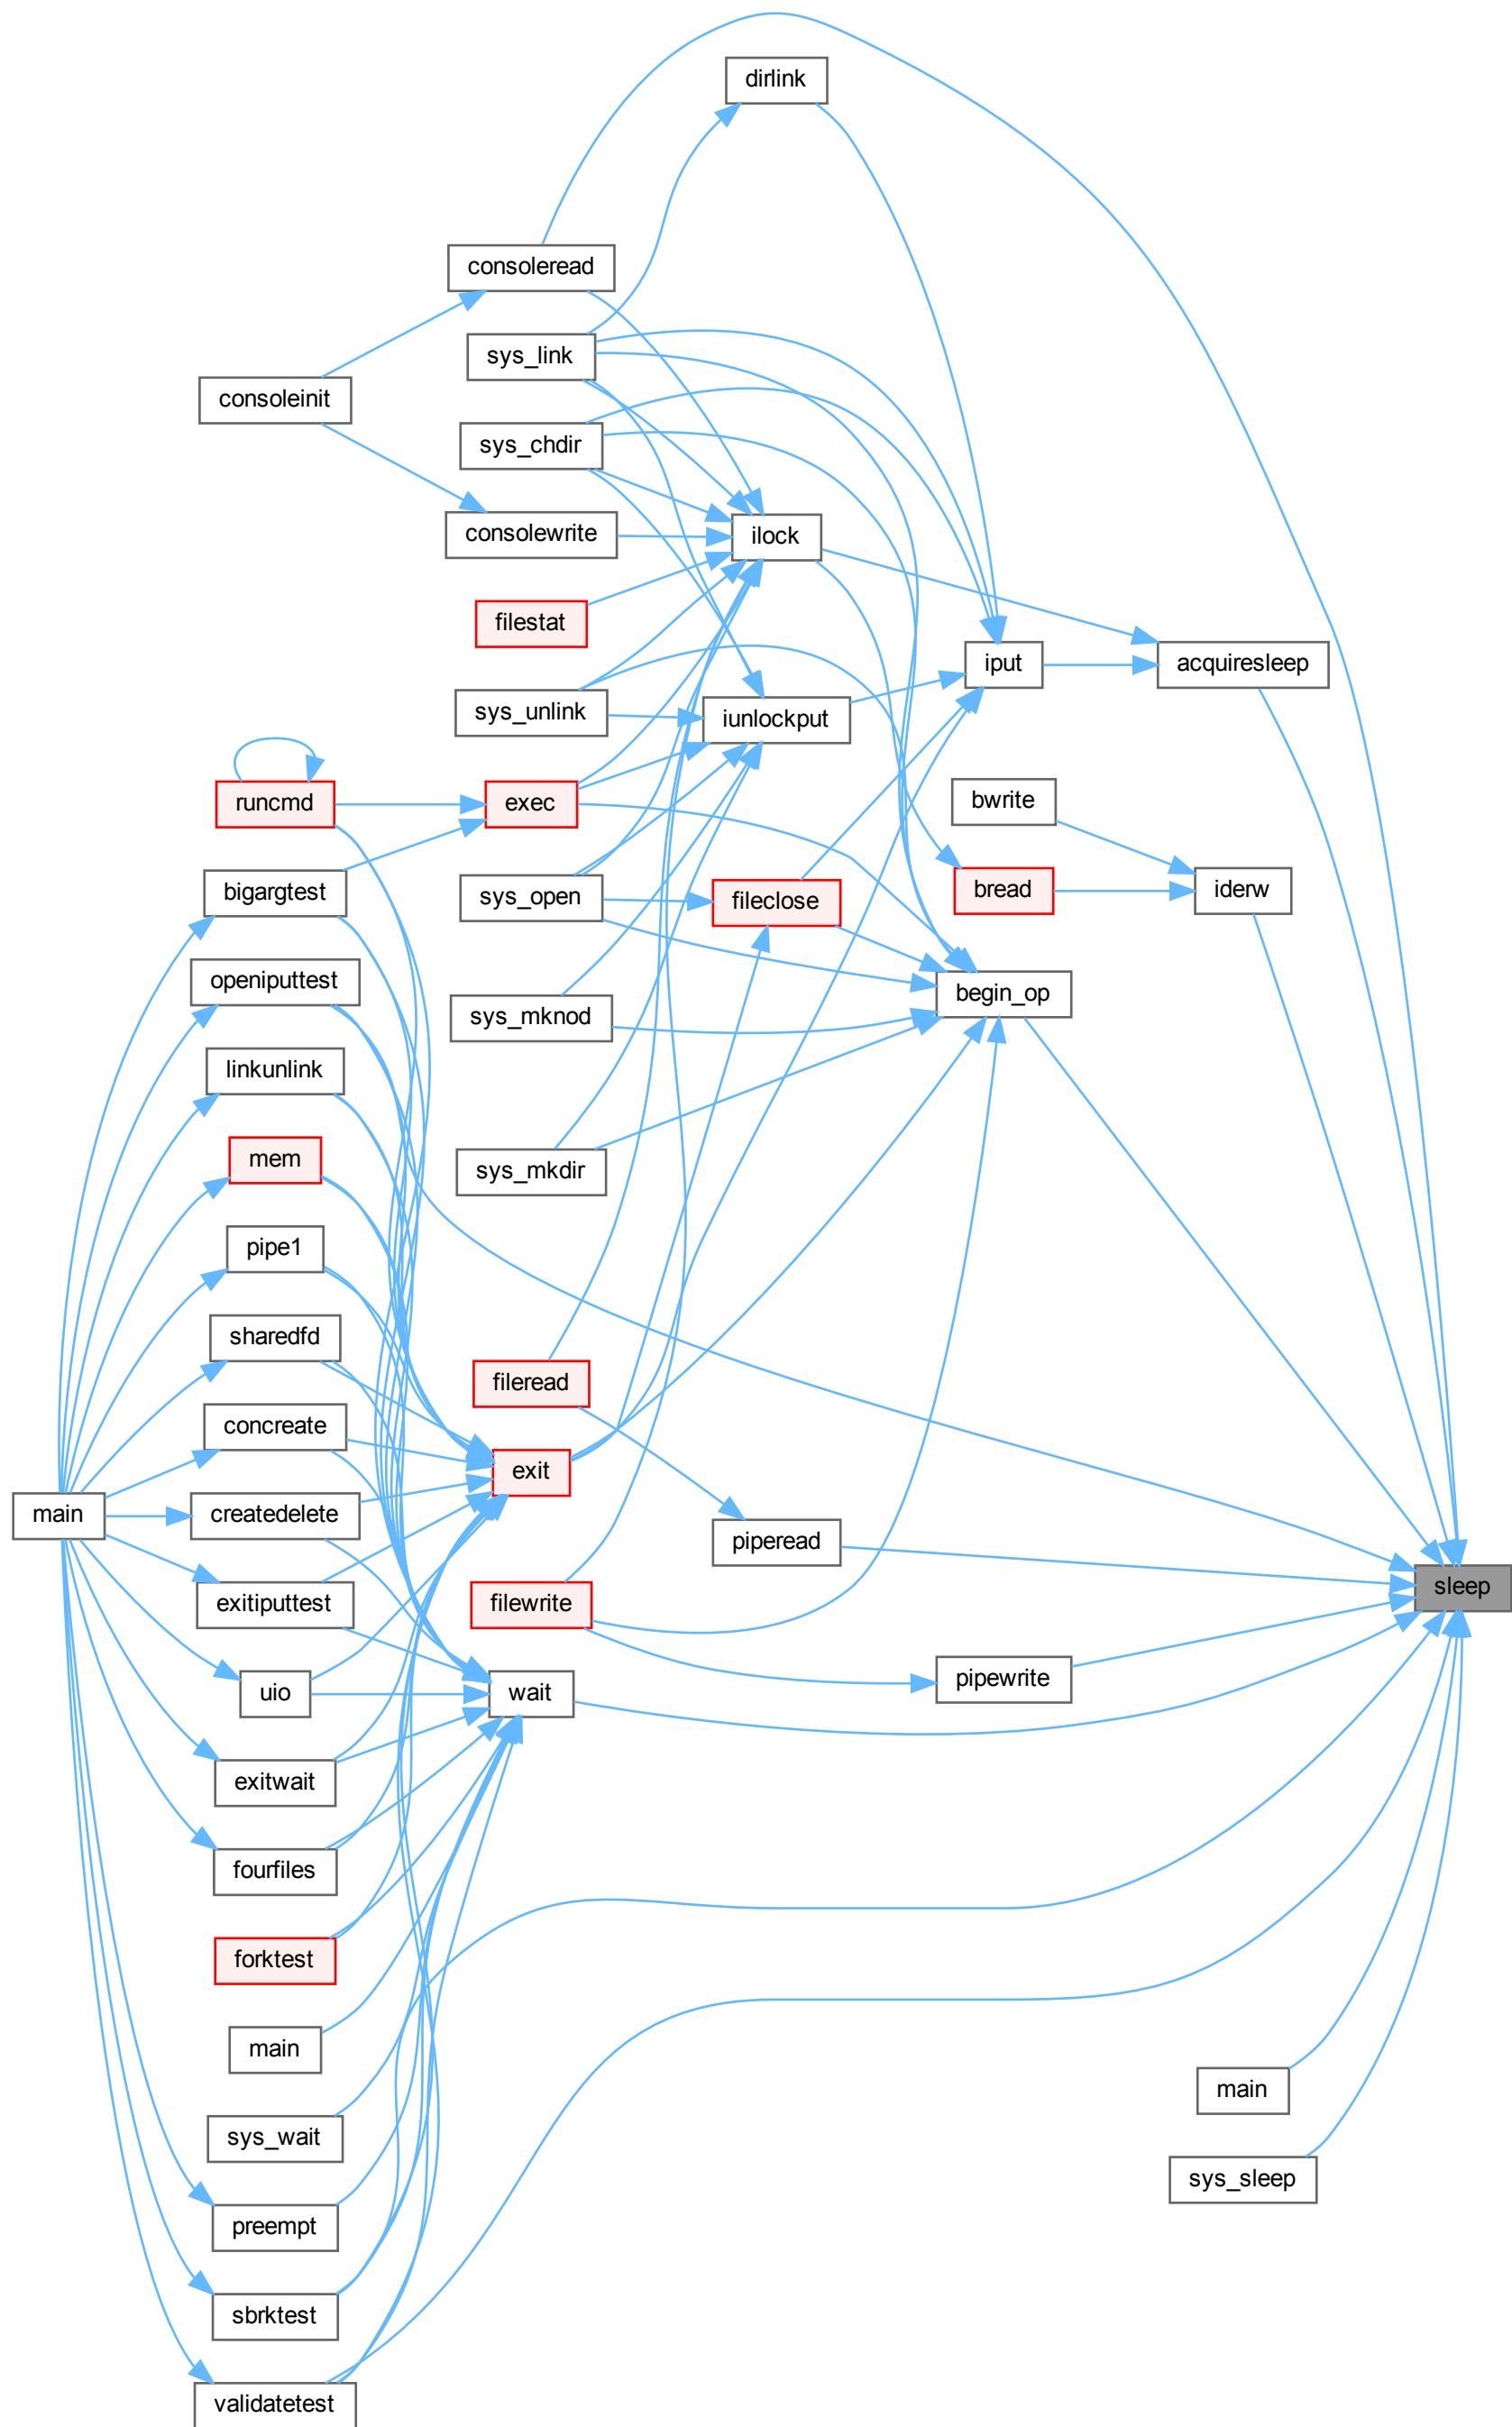 dirlink
consoleread
sys_link
consoleinit
sys_chdir
consolewrite
ilock
filestat
iput
acquiresleep
sys_unlink
iunlockput
runcmd
exec
bwrite
bigargtest
sys_open
fileclose
bread
iderw
openiputtest
begin_op
sys_mknod
linkunlink
mem
sys_mkdir
pipe1
sharedfd
fileread
concreate
exit
main
createdelete
piperead
sleep
exitiputtest
filewrite
uio
wait
pipewrite
exitwait
fourfiles
forktest
main
main
sys_wait
sys_sleep
preempt
sbrktest
validatetest